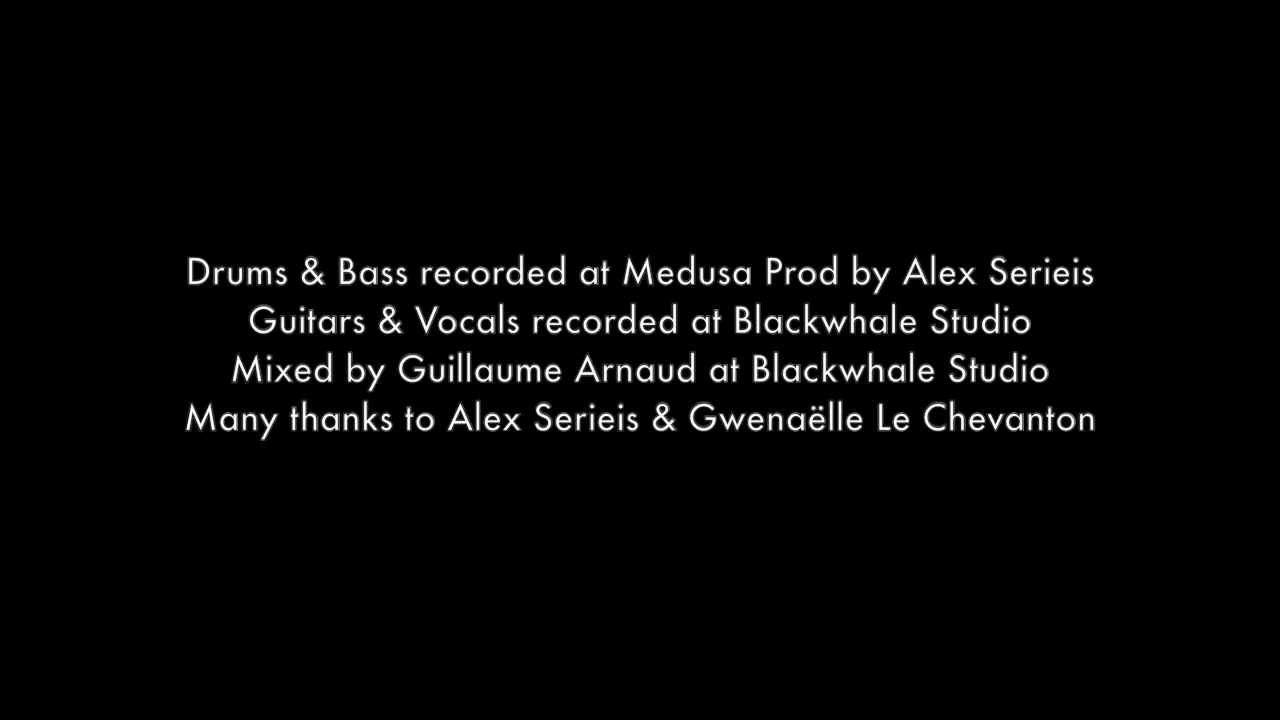 Drums & Bass recorded at Medusa Prod by Alex Serieis
Guitars & Vocals recorded at Blackwhale Studio
Mixed by Guillaume Arnaud at Blackwhale Studio
Many thanks to Alex Serieis & Gwenaëlle Le Chevanton